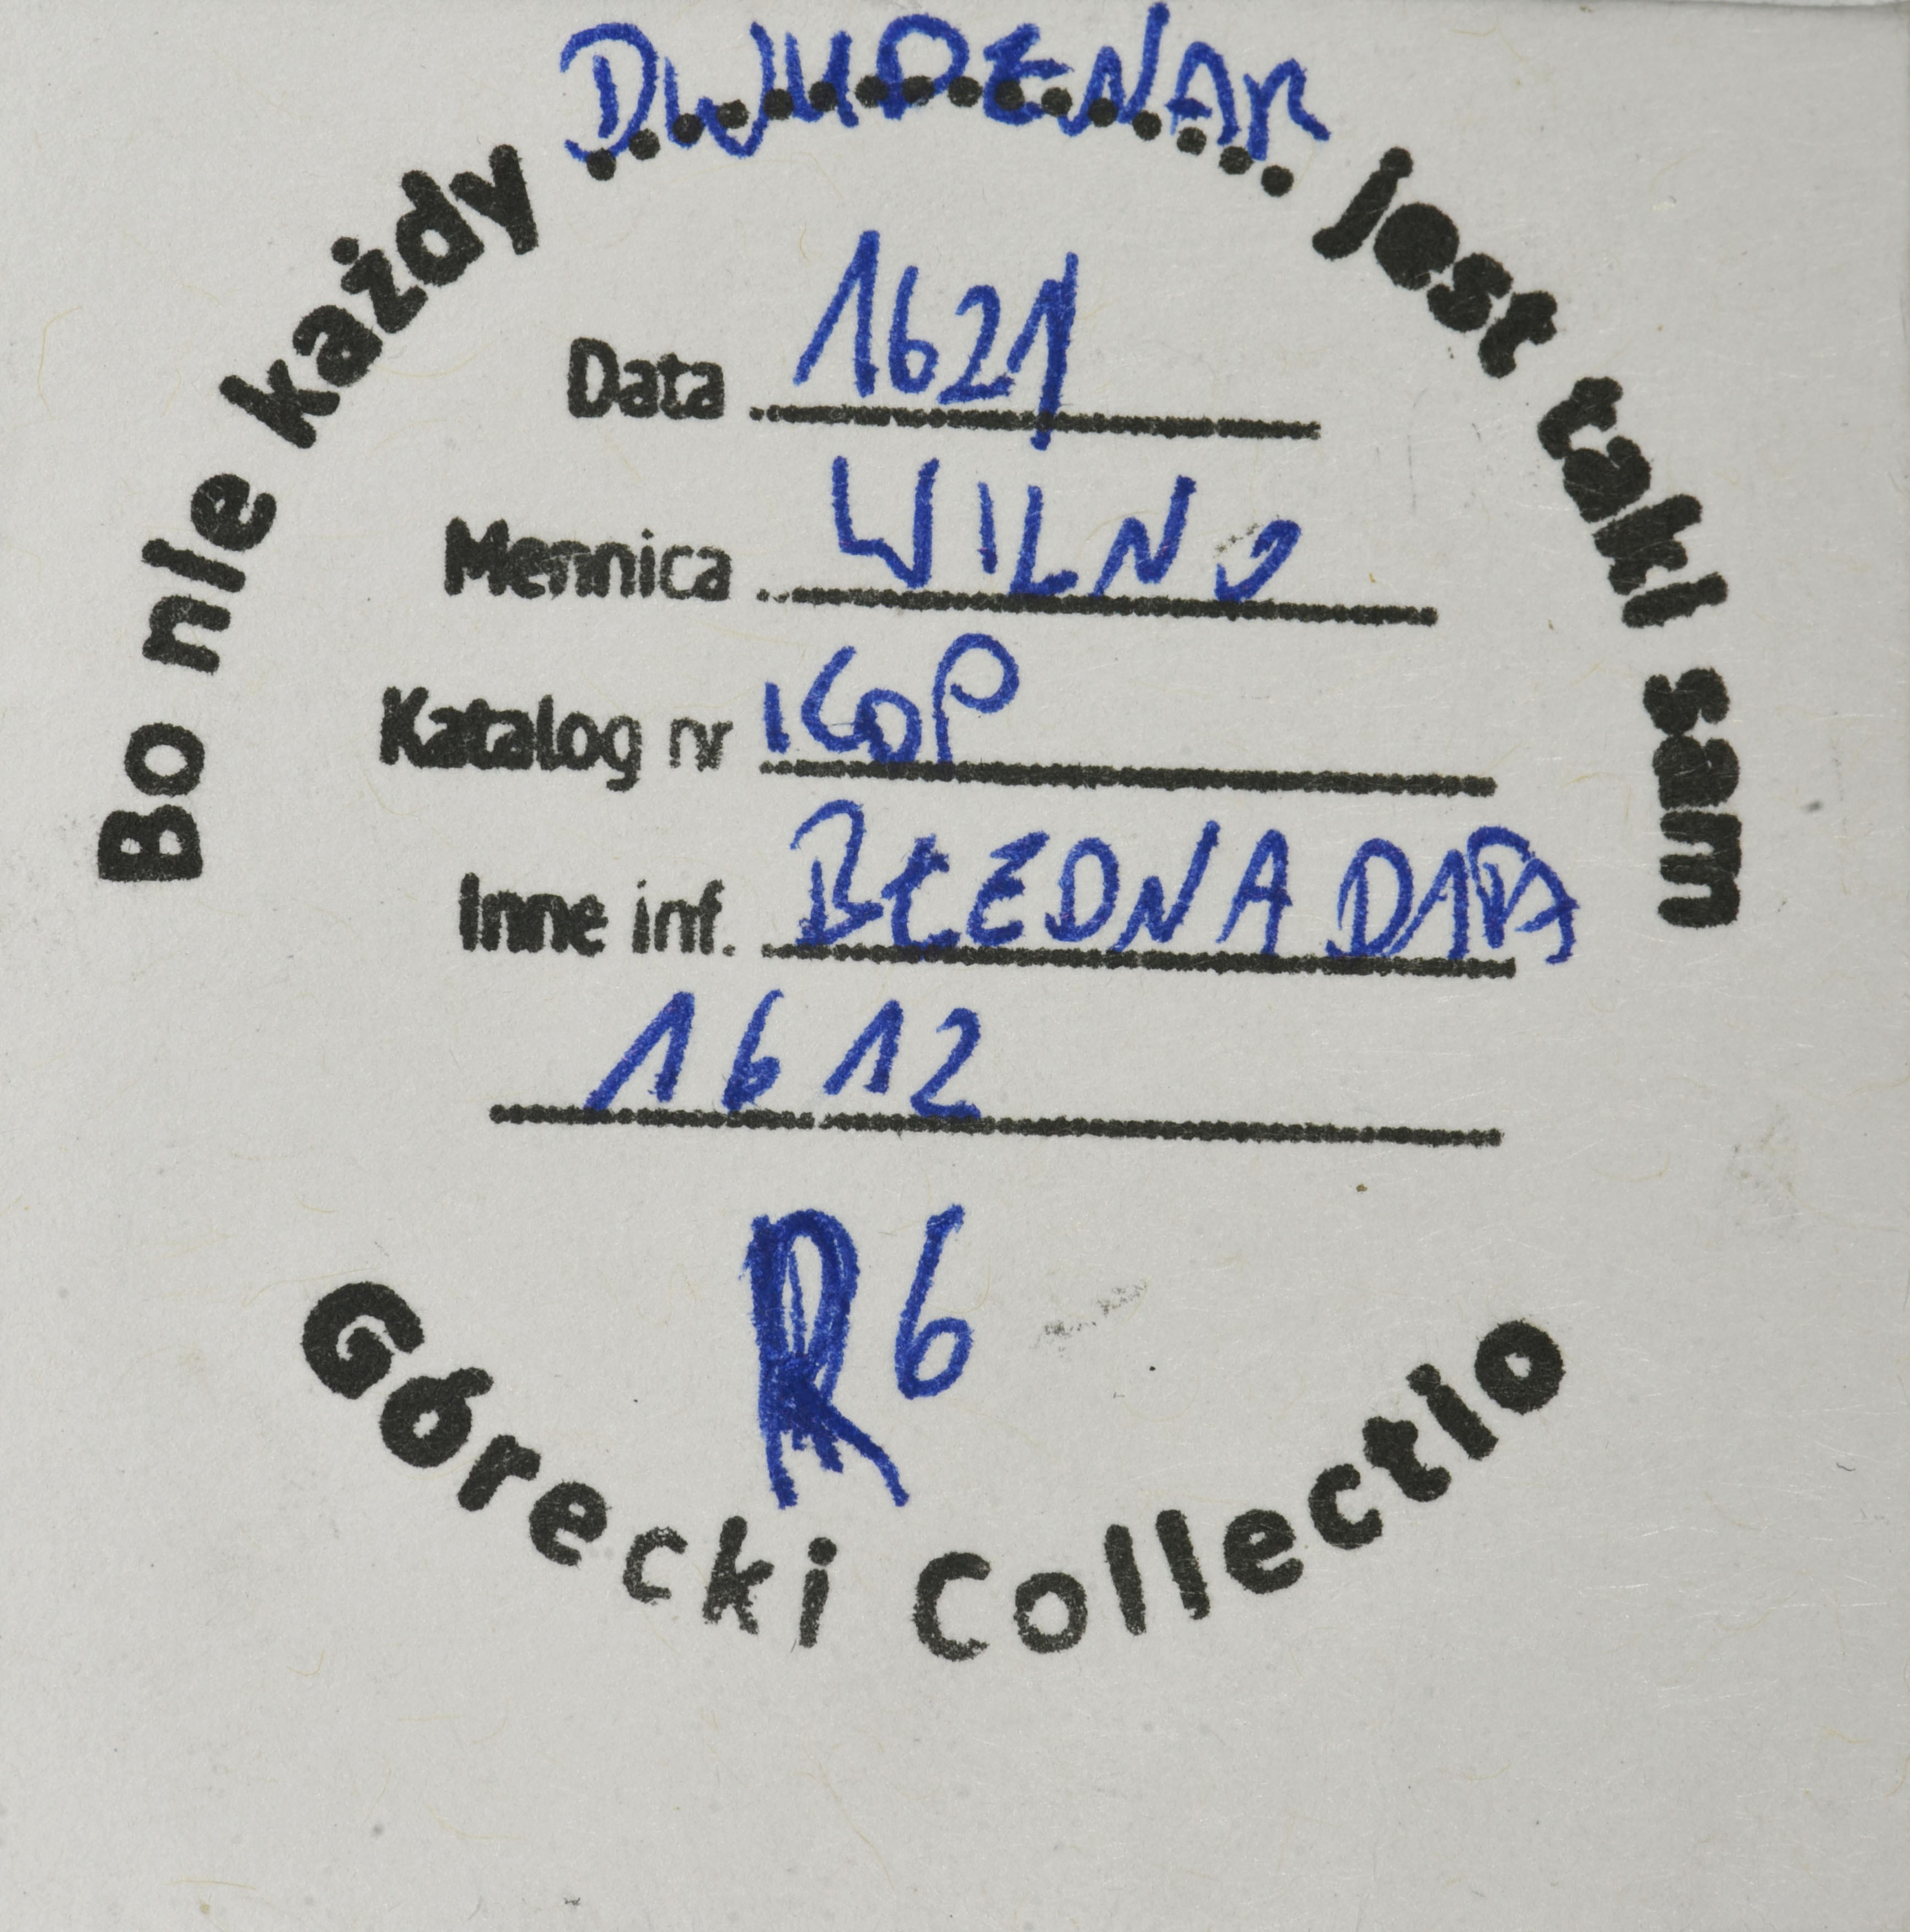 Bo nie każdy DWUDENAR jest taki sam
Data 1621
Mennica WILNO
Katalog nr KOP
Inne inf. BŁĘDNA DATA
1612
R6
Górecki Collectio